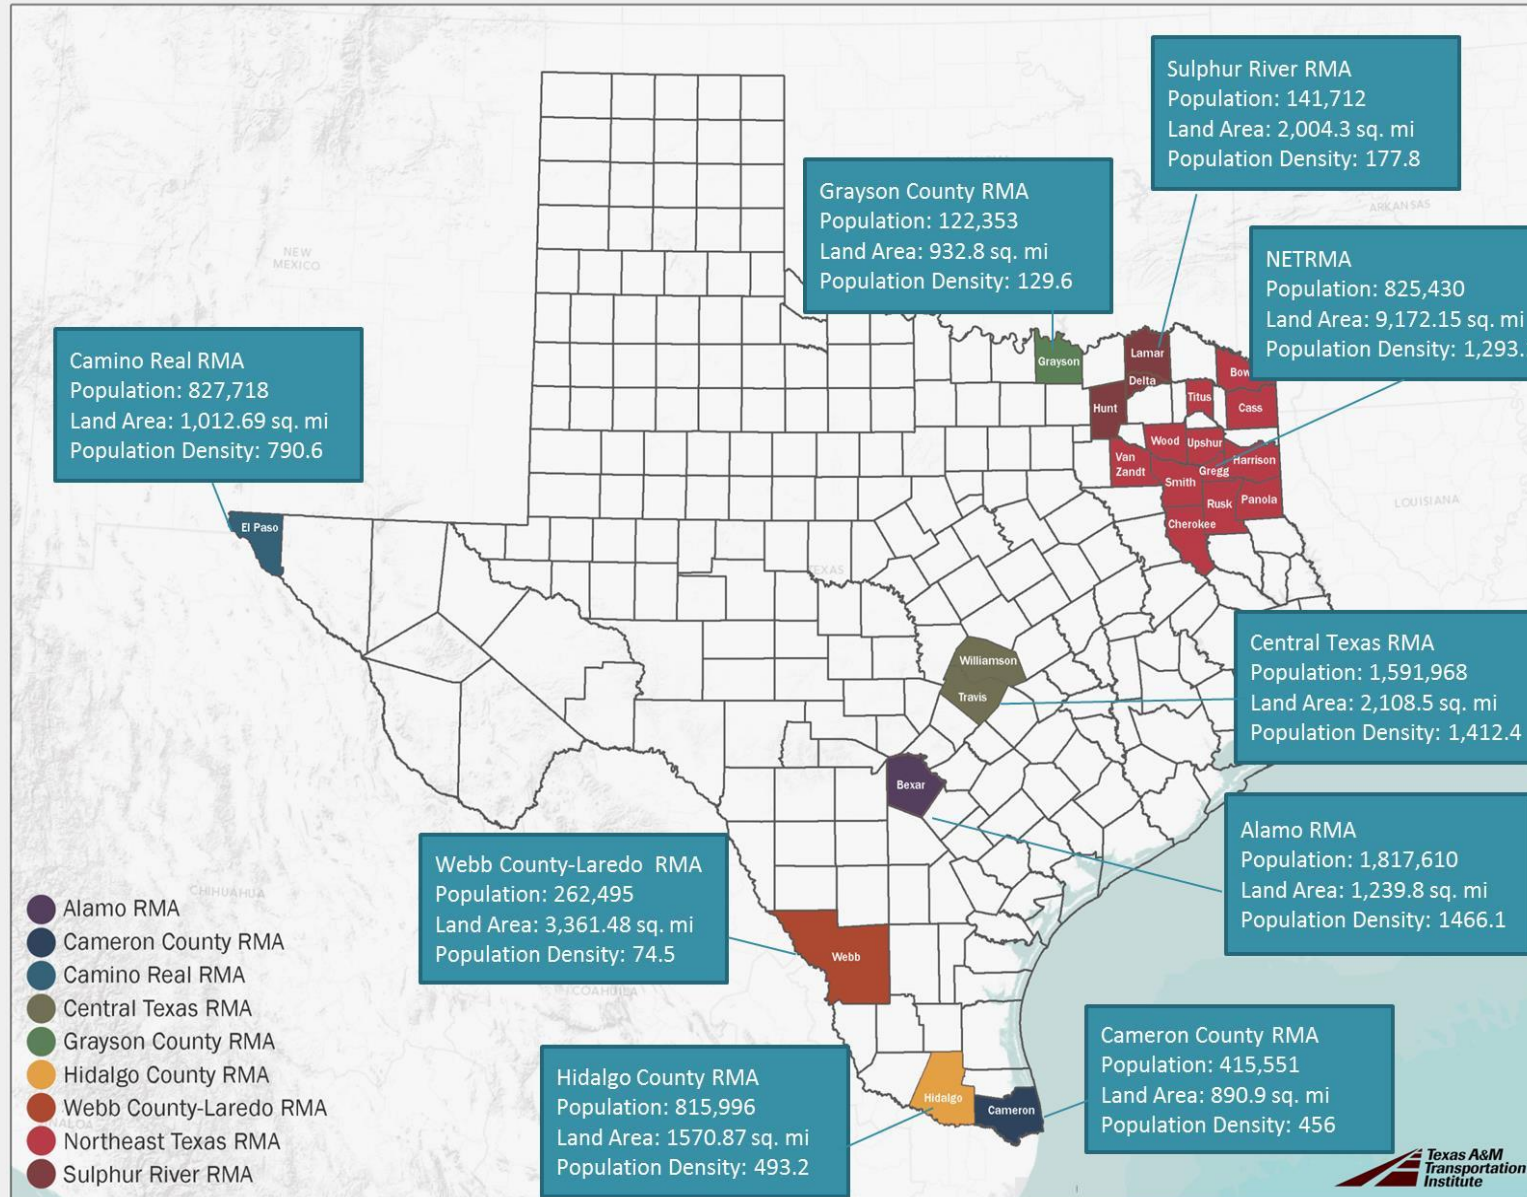 Sulphur River RMA
Population: 141,712
Land Area: 2,004.3 sq. mi
Population Density: 177.8
Grayson County RMA
Population: 122,353
Land Area: 932.8 sq. mi
Population Density: 129.6
ARKANSAS
NEW
MEXICO
NETRMA
Population: 825,430
Land Area: 9,172.15 sq. mi
Population Density: 1,293.
Camino Real RMA
Population: 827,718
Land Area: 1,012.69 sq. mi
Population Density: 790.6
Grayson
Lamar
Delta
Hunt
Bow
Titus
Cass
Wood
Upshur
Van
Zandt
Harrison
Gregg
Smith
Rusk
Panola
Cherokee
LOUISIANA
El Paso
TEXAS
Williamson
Travis
Central Texas RMA
Population: 1,591,968
Land Area: 2,108.5 sq. mi
Population Density: 1,412.4
Bexar
Alamo RMA
Population: 1,817,610
Land Area: 1,239.8 sq. mi
Population Density: 1466.1
Webb County-Laredo  RMA
Population: 262,495
Land Area: 3,361.48 sq. mi
Population Density: 74.5
CHIHUAHUA
COAHUILA
Webb
Alamo RMA
Cameron County RMA
Camino Real RMA
Central Texas RMA
Grayson County RMA
Hidalgo County RMA
Webb County-Laredo RMA
Northeast Texas RMA
Sulphur River RMA
Hidalgo County RMA
Population: 815,996
Land Area: 1570.87 sq. mi
Population Density: 493.2
Hidalgo
Cameron
Cameron County RMA
Population: 415,551
Land Area: 890.9 sq. mi
Population Density: 456
Texas A&M
Transportation
Institute